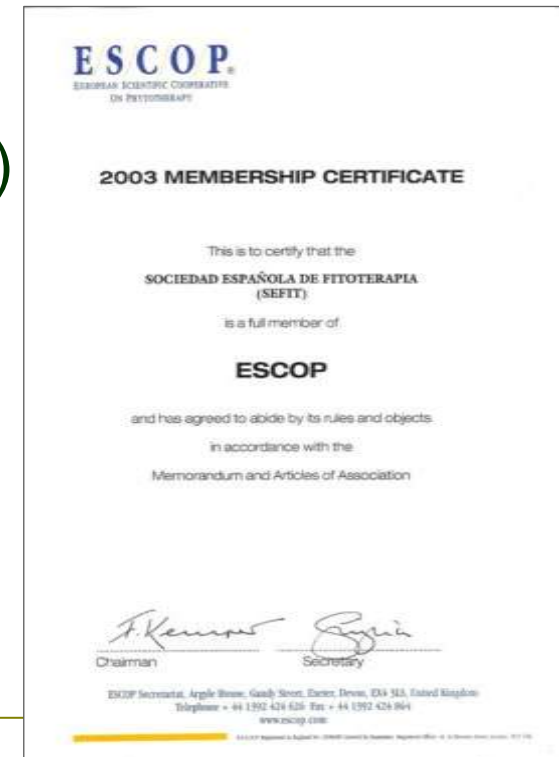 )
ESCOP®
EUROPEAN SCIENTIFIC COOPERATIVE
ON PHYTOTHERAPY
2003 MEMBERSHIP CERTIFICATE
This is to certify that the
SOCIEDAD ESPAÑOLA DE FITOTERAPIA
(SEFIT)
is a full member of
ESCOP
and has agreed to abide by its rules and objects
in accordance with the
Memorandum and Articles of Association
F. Kemper
Chairman Secretary
ESCOP Secretariat, Argyle House, Gandy Street, Exeter, Devon, EX4 3LS, United Kingdom
Telephone + 44 1392 424 626 Fax + 44 1392 424 864
www.escop.com